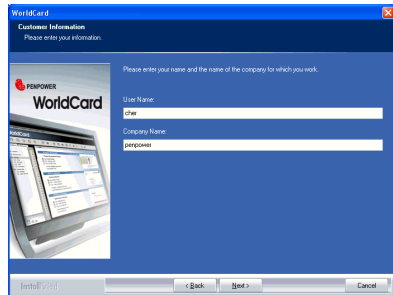 WorldCard
Customer Information
Please enter your information.
Please enter your name and the name of the company for which you work.
PENPOWER
WorldCard
User Name:
cher
Company Name:
penpower
InstallShield
< Back
Next >
Cancel